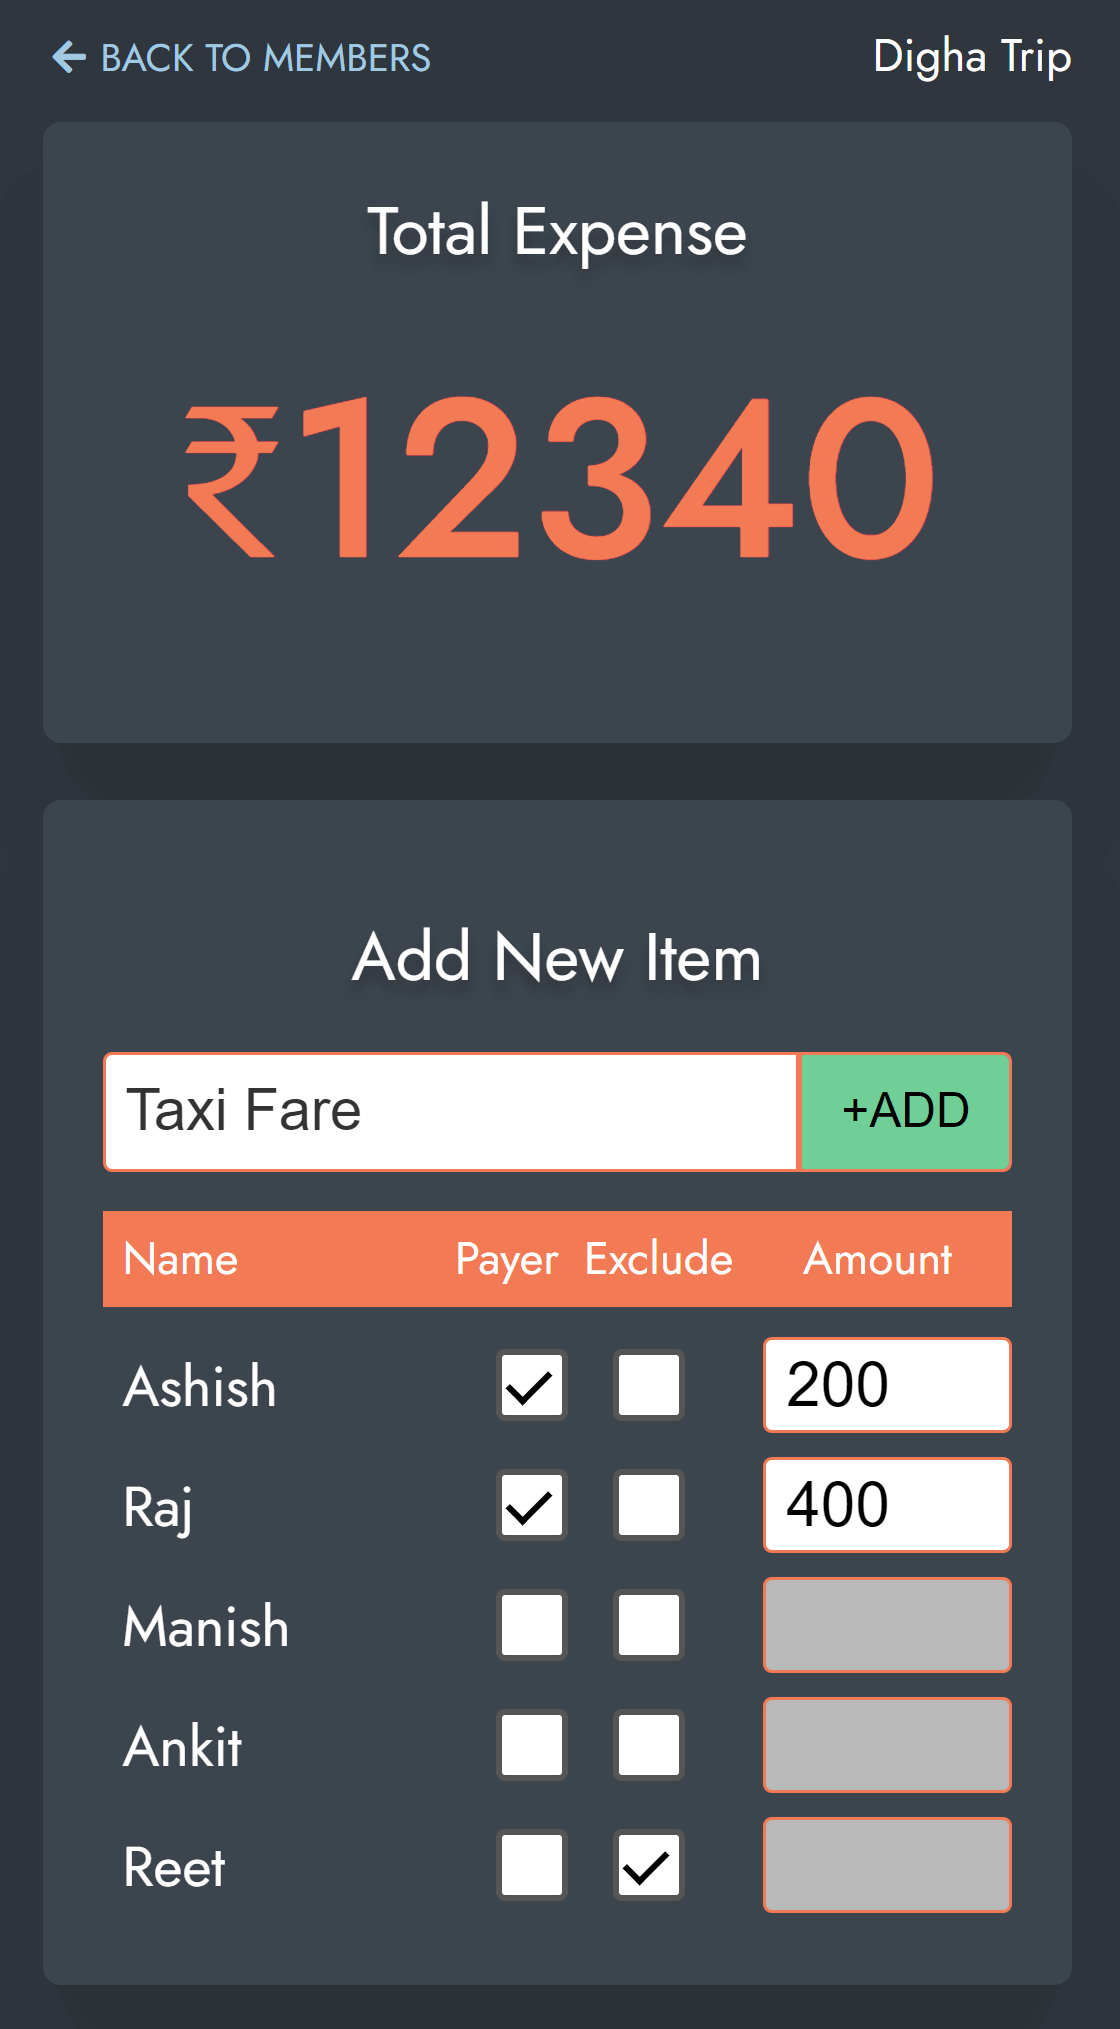 BACK TO MEMBERS Digha Trip
Total Expense
₹12340
Add New Item
Taxi Fare +ADD
Name Payer Exclude Amount
Ashish 200
Raj 400
Manish
Ankit
Reet